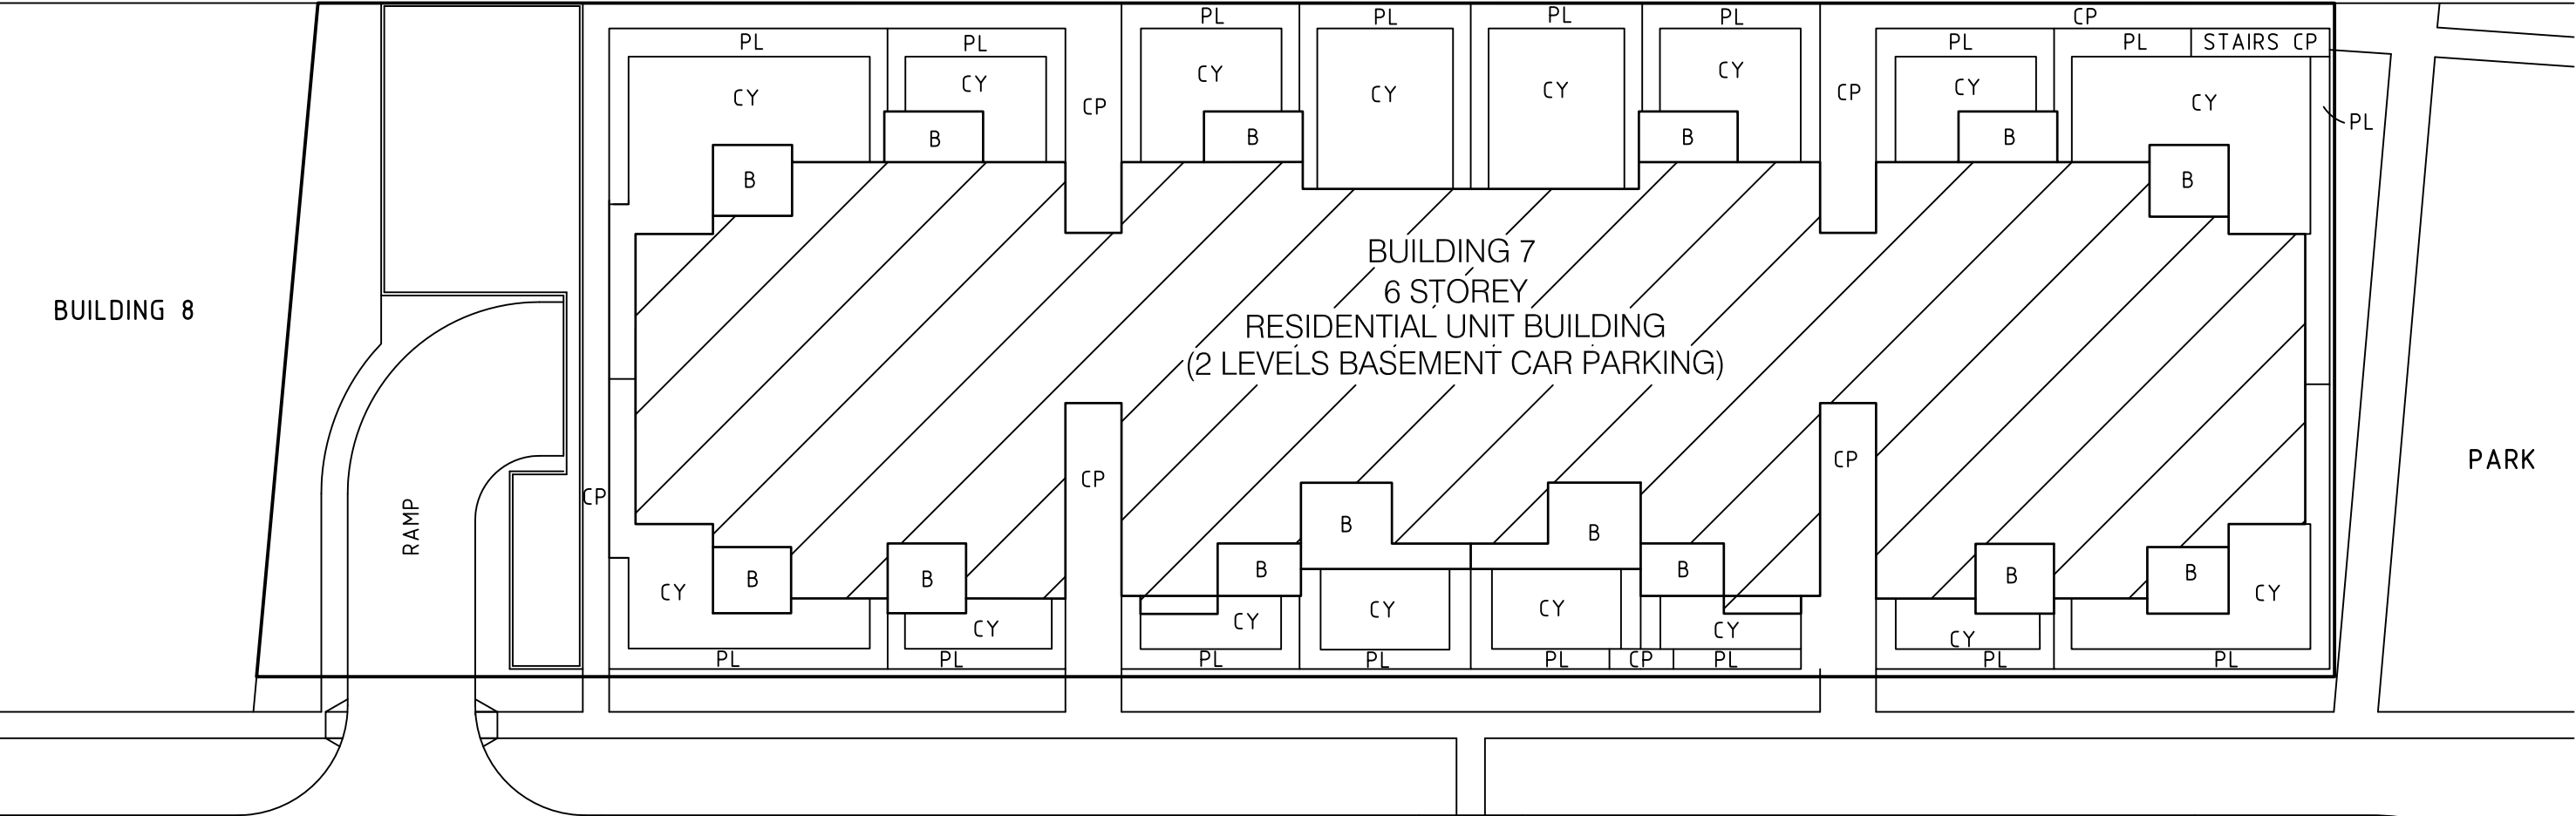 CP
PL PL PL PL
PL PL PL PL STAIRS CP
CY CY CY CY CY CY CY CY
CP CP
PL
B B B B
B B
BUILDING 7
6 STOREY
RESIDENTIAL UNIT BUILDING
(2 LEVELS BASEMENT CAR PARKING)
BUILDING 8
PARK
CP CP
CP
RAMP
B B
B B B B B B
CY CY CY CY CY CY CY CY
PL PL PL PL PL CP PL PL PL